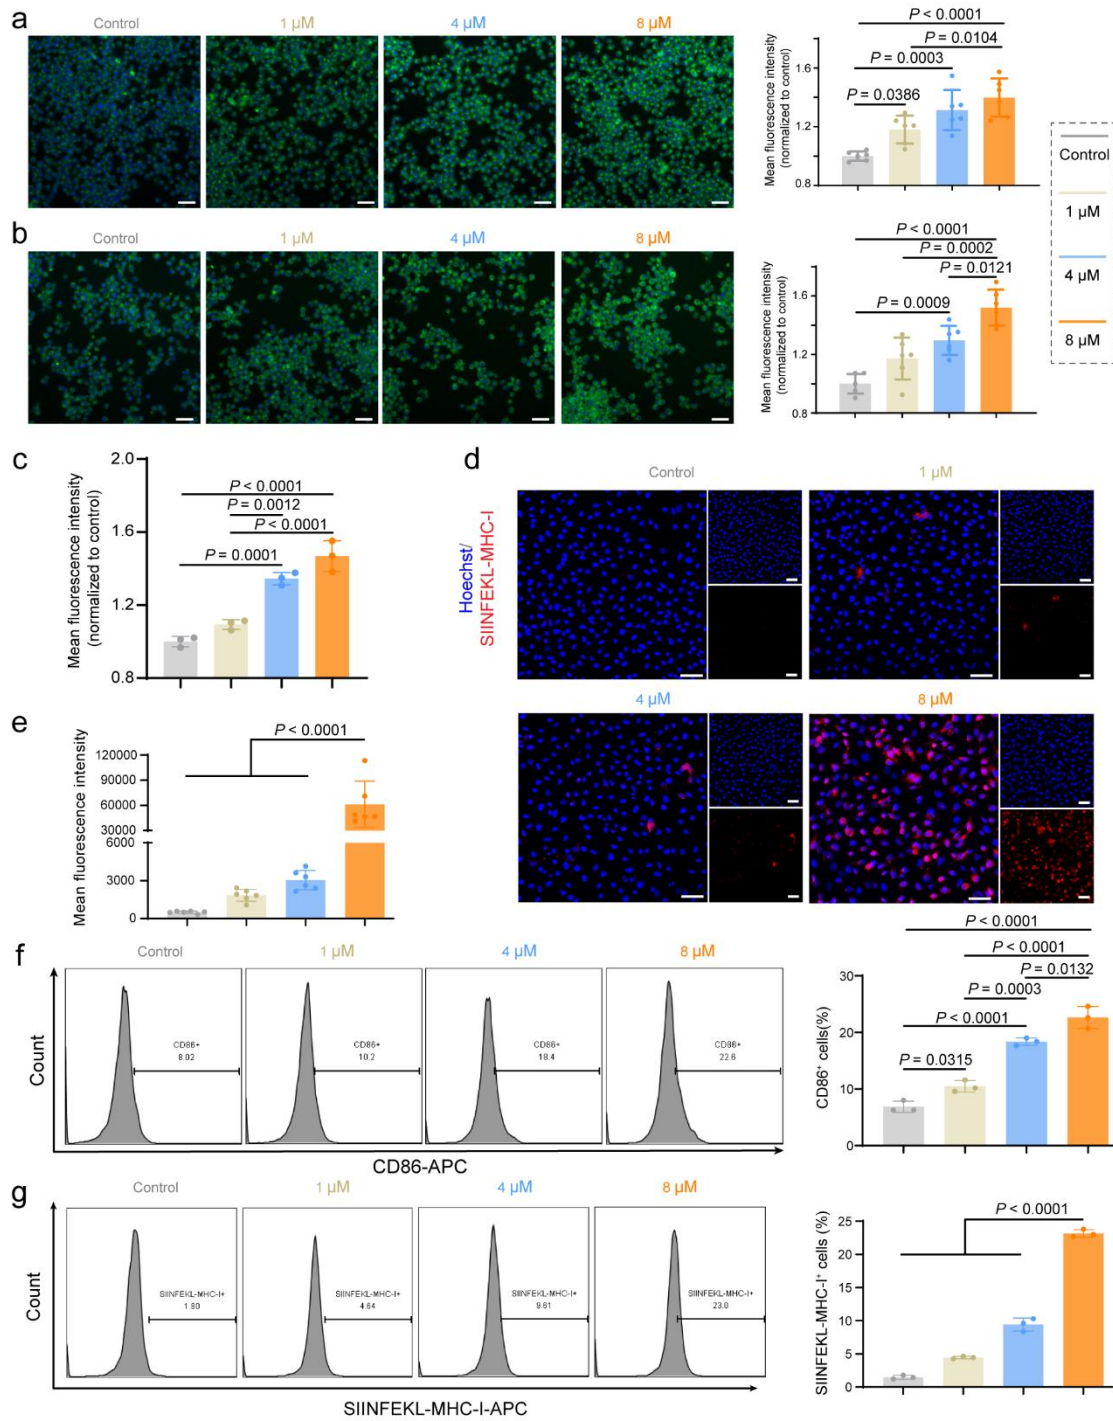 a
Control
1 µM
4 µM
8 µM
Mean fluorescence intensity
(normalized to control)
1.6
1.2
0.8
P < 0.0001
P = 0.0104
P = 0.0003
P = 0.0386
Control
1 µM
4 µM
8 µM
b
Control
1 µM
4 µM
8 µM
Mean fluorescence intensity
(normalized to control)
1.6
1.2
0.8
P < 0.0001
P = 0.0002
P = 0.0121
P = 0.0009
c
Mean fluorescence intensity
(normalized to control)
2.0
1.6
1.2
0.8
P < 0.0001
P = 0.0012
P < 0.0001
P = 0.0001
d
Hoechst/
SIINFEKL-MHC-I
Control
1 µM
4 µM
8 µM
e
Mean fluorescence intensity
120000
90000
60000
30000
6000
3000
0
P < 0.0001
f
Count
Control
1 µM
4 µM
8 µM
CD86+
8.02
CD86+
10.2
CD86+
18.4
CD86+
22.6
CD86-APC
CD86⁺ cells(%)
30
20
10
0
P < 0.0001
P < 0.0001
P = 0.0132
P = 0.0003
P < 0.0001
P = 0.0315
g
Count
Control
1 µM
4 µM
8 µM
SIINFEKL-MHC-I+
1.80
SIINFEKL-MHC-I+
4.64
SIINFEKL-MHC-I+
9.61
SIINFEKL-MHC-I+
23.0
SIINFEKL-MHC-I-APC
SIINFEKL-MHC-I⁺ cells (%)
25
20
15
10
5
0
P < 0.0001